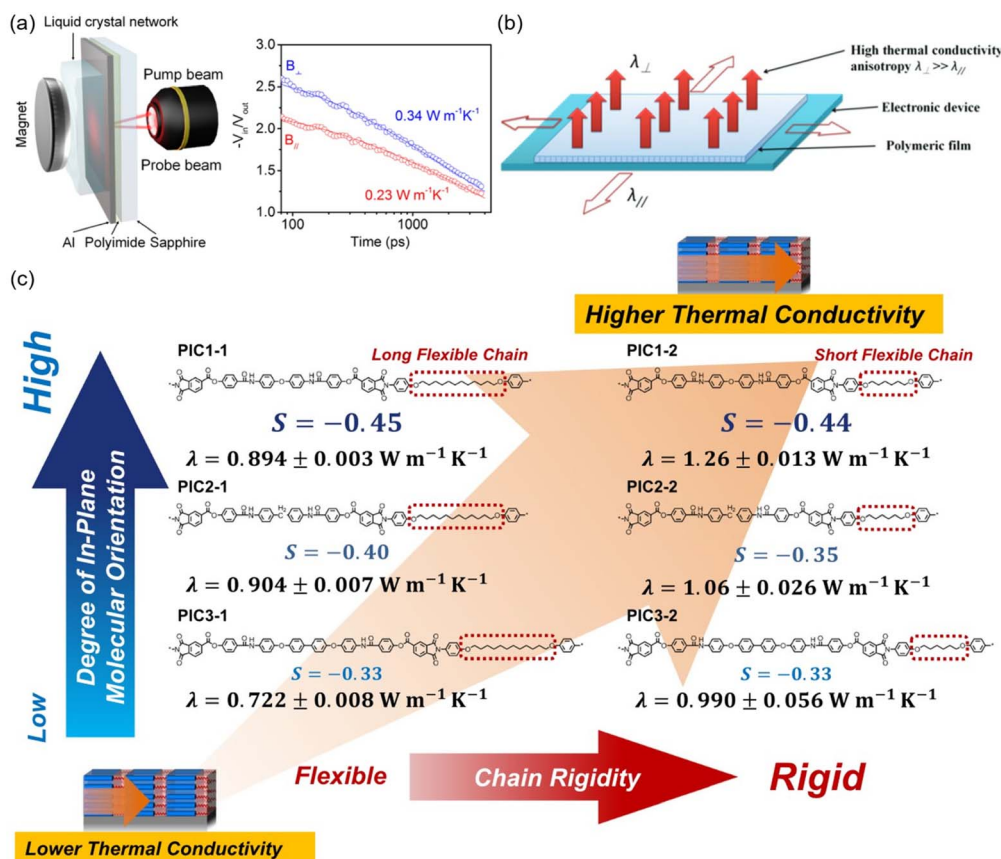 (a)
Liquid crystal network
Magnet
Pump beam
Probe beam
Al Polyimide Sapphire
-V_in/V_out
3.0
2.5
2.0
1.5
1.0
B⊥
0.34 W m⁻¹K⁻¹
B//
0.23 W m⁻¹K⁻¹
100 1000
Time (ps)
(b)
λ⊥
λ//
High thermal conductivity
anisotropy λ⊥ >> λ//
Electronic device
Polymeric film
(c)
Higher Thermal Conductivity
High
Degree of In-Plane
Molecular Orientation
Low
PIC1-1
Long Flexible Chain
S = −0.45
λ = 0.894 ± 0.003 W m⁻¹ K⁻¹
PIC1-2
Short Flexible Chain
S = −0.44
λ = 1.26 ± 0.013 W m⁻¹ K⁻¹
PIC2-1
S = −0.40
λ = 0.904 ± 0.007 W m⁻¹ K⁻¹
PIC2-2
S = −0.35
λ = 1.06 ± 0.026 W m⁻¹ K⁻¹
PIC3-1
S = −0.33
λ = 0.722 ± 0.008 W m⁻¹ K⁻¹
PIC3-2
S = −0.33
λ = 0.990 ± 0.056 W m⁻¹ K⁻¹
Flexible
Chain Rigidity
Rigid
Lower Thermal Conductivity